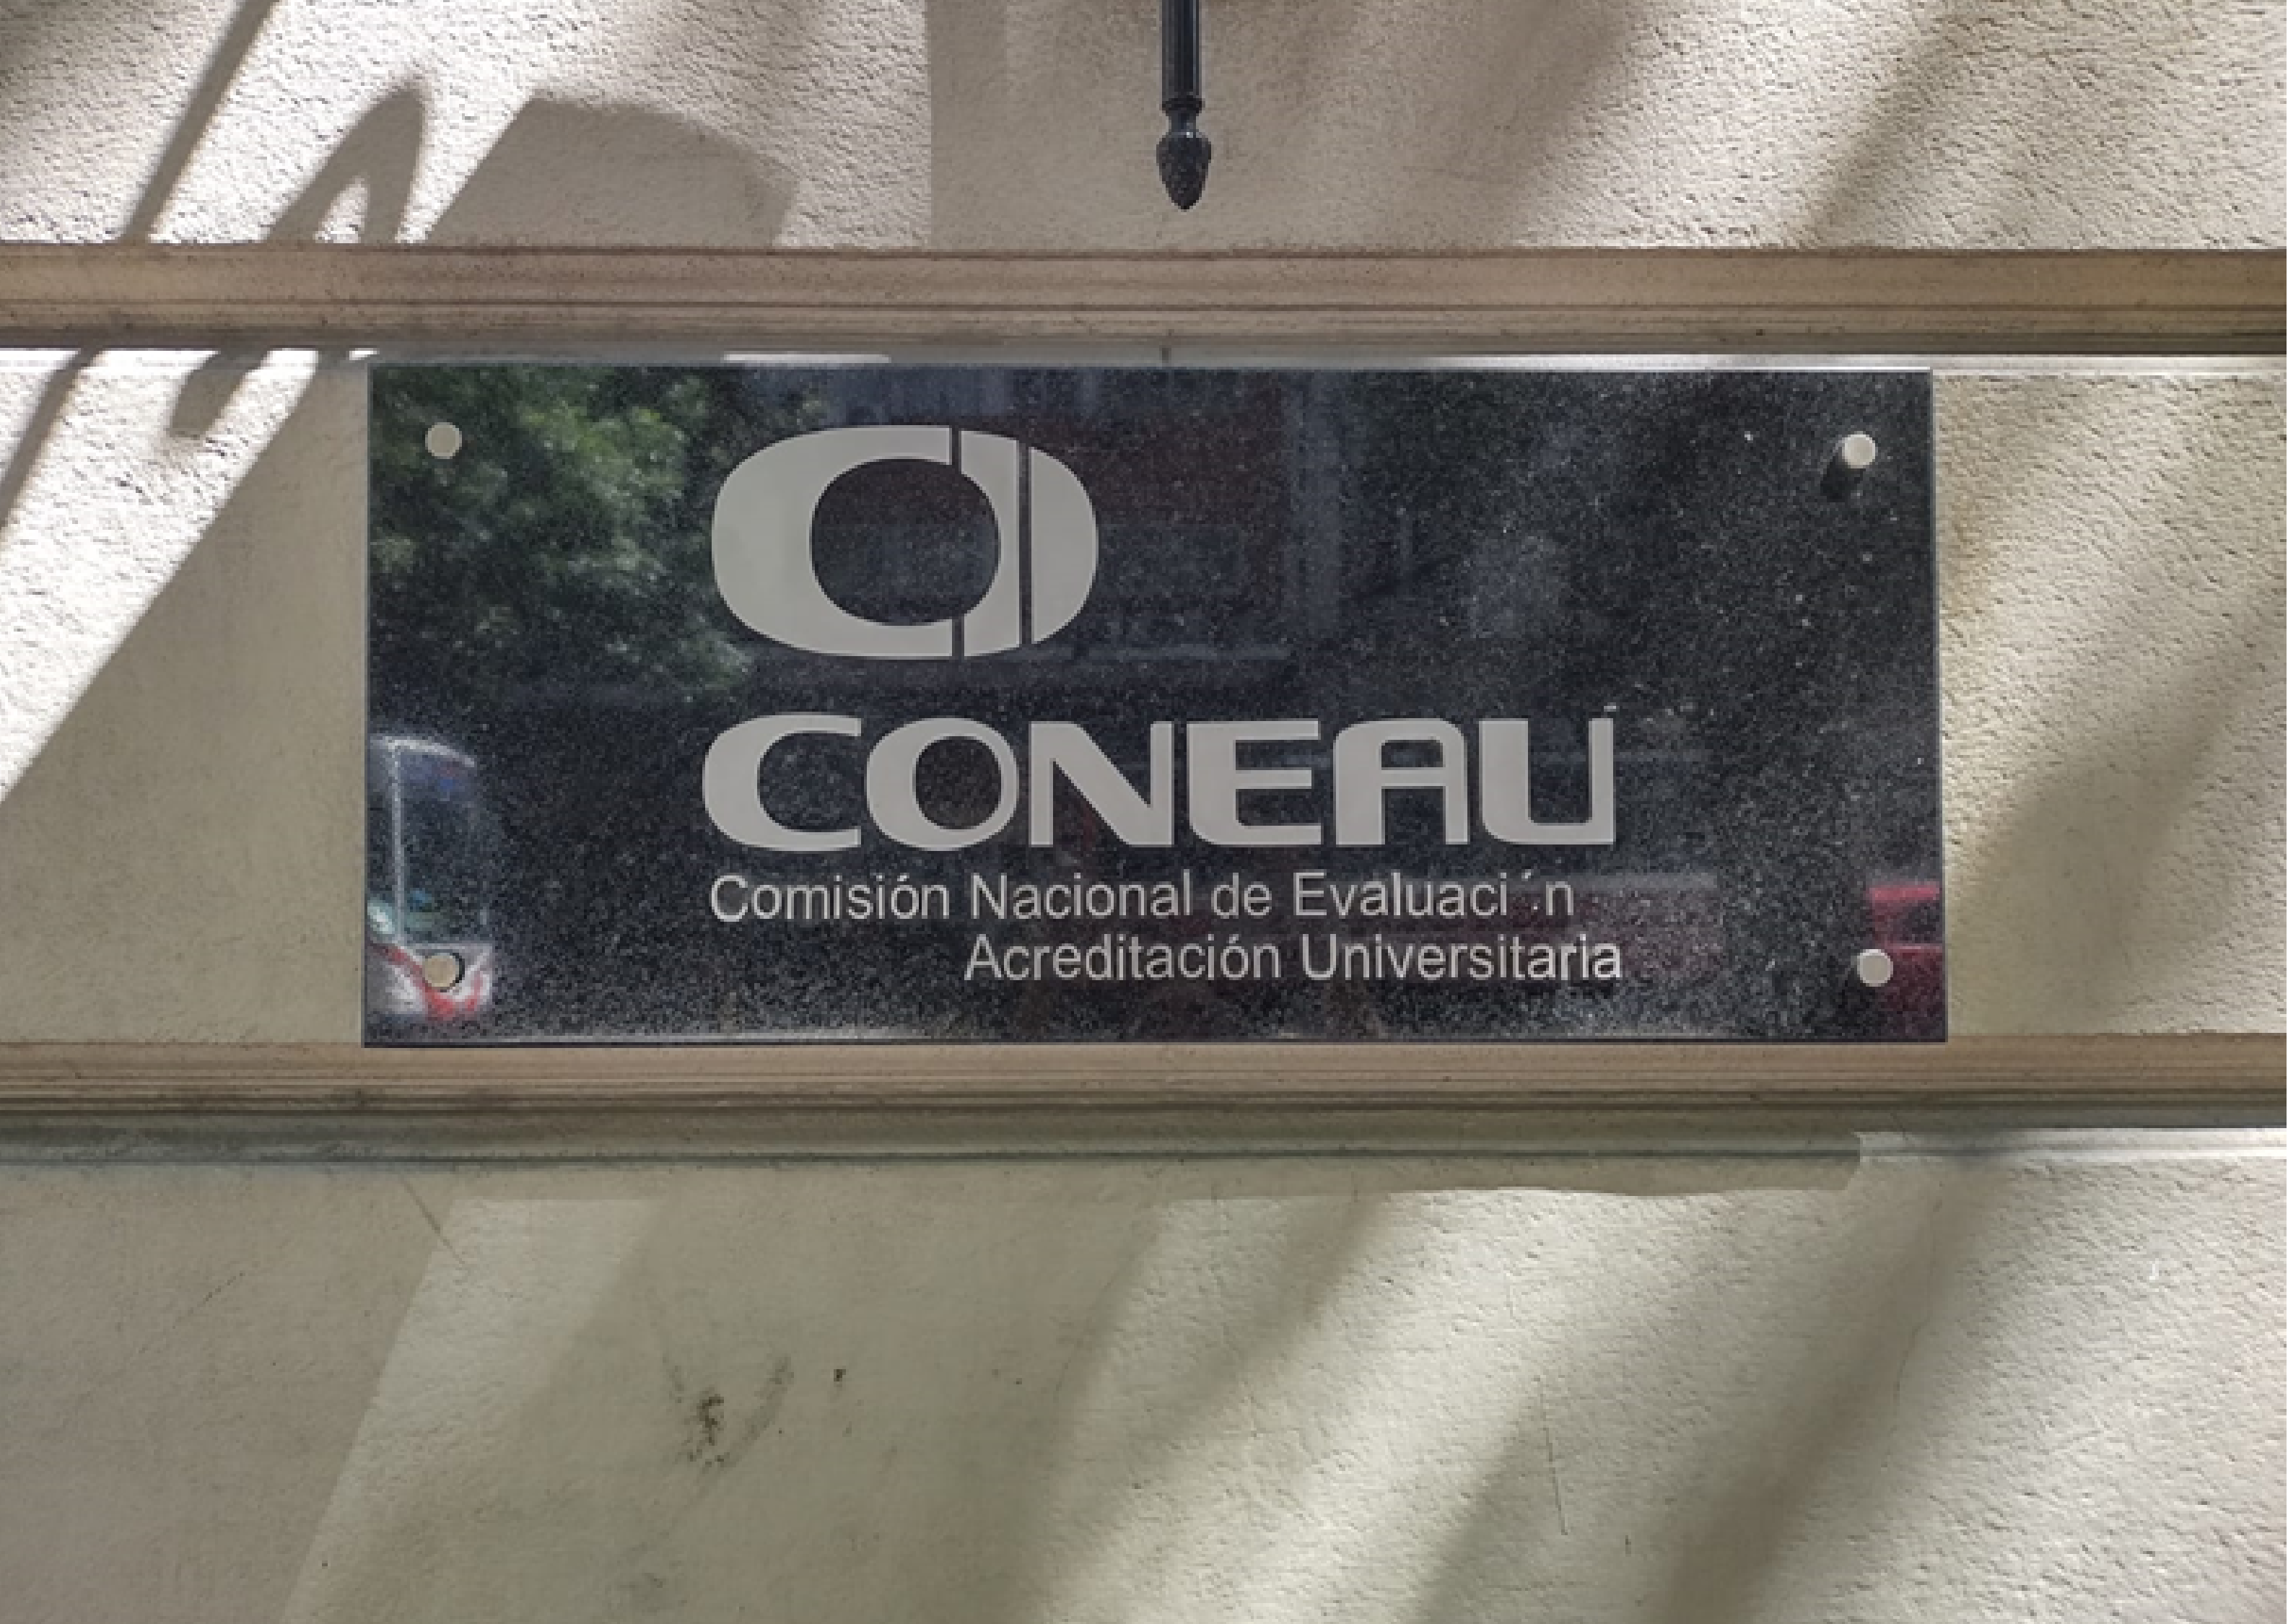 CONEAU
Comisión Nacional de Evaluaci´n
Acreditación Universitaria